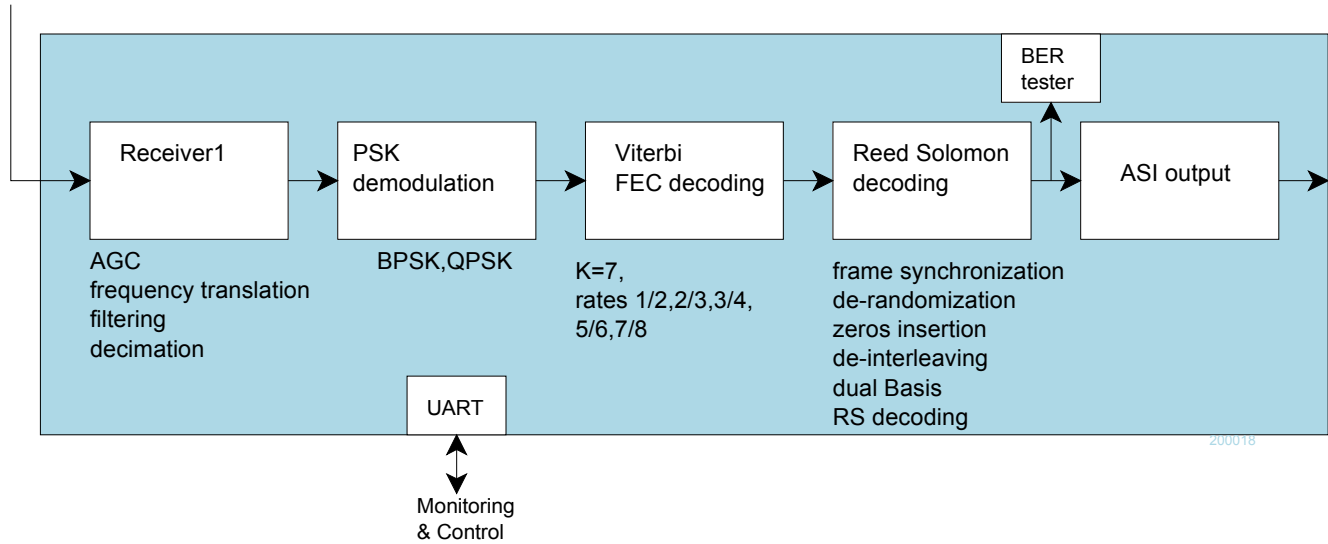 BER
tester
Receiver1
PSK
demodulation
Viterbi
FEC decoding
Reed Solomon
decoding
ASI output
AGC
frequency translation
filtering
decimation
BPSK,QPSK
K=7,
rates 1/2,2/3,3/4,
5/6,7/8
frame synchronization
de-randomization
zeros insertion
de-interleaving
dual Basis
RS decoding
UART
200018
Monitoring
& Control